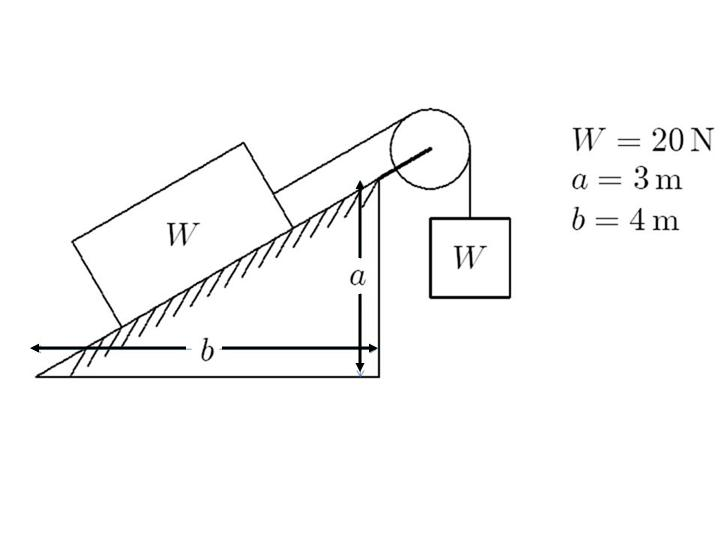 W = 20 N
a = 3 m
b = 4 m
W
W
a
b